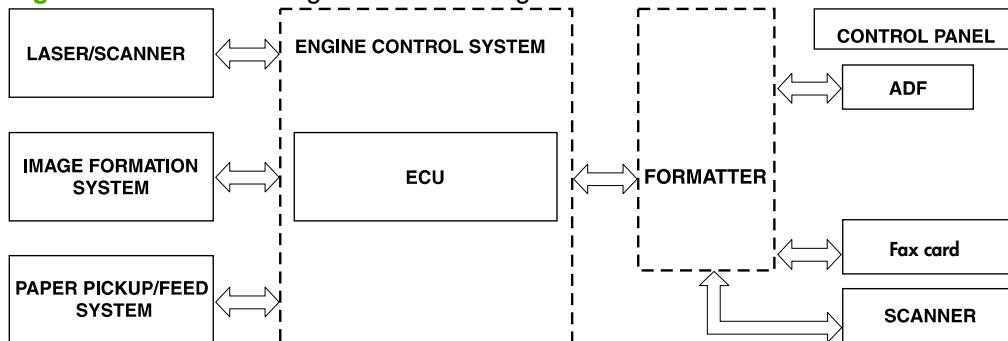 LASER/SCANNER
ENGINE CONTROL SYSTEM
CONTROL PANEL
ADF
IMAGE FORMATION
SYSTEM
ECU
FORMATTER
Fax card
PAPER PICKUP/FEED
SYSTEM
SCANNER